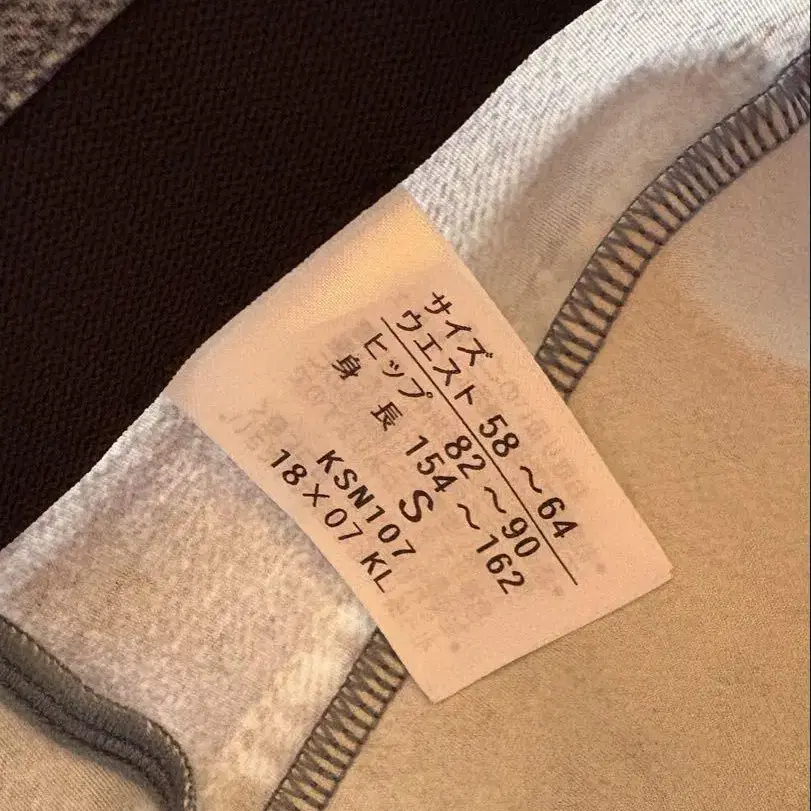 サイズ
ウエスト 58～64
ヒップ 82～90
身長 154～162
S
KSN107
18×07 KL